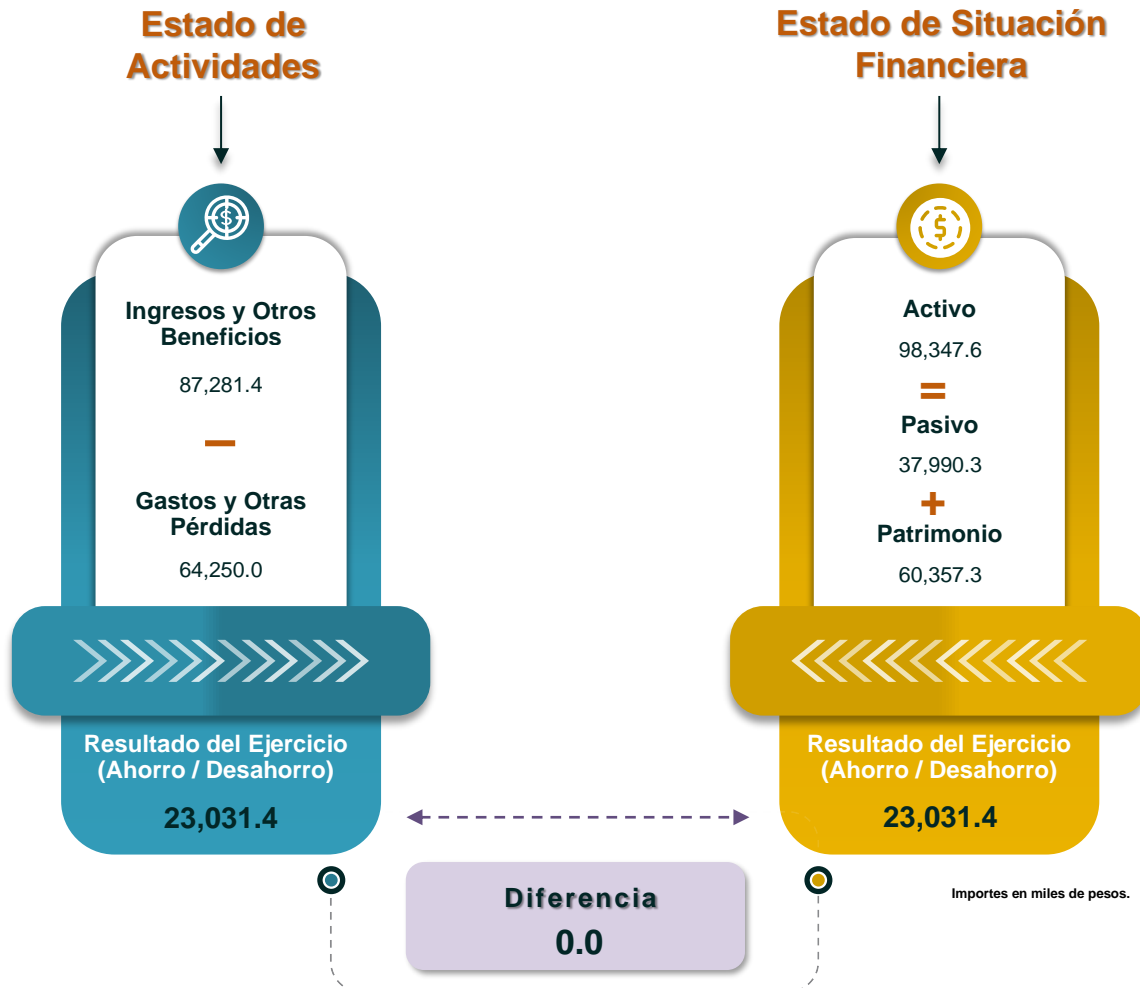 Estado de
Actividades
$
Ingresos y Otros
Beneficios
87,281.4
−
Gastos y Otras
Pérdidas
64,250.0
Resultado del Ejercicio
(Ahorro / Desahorro)
23,031.4
Estado de Situación
Financiera
$
Activo
98,347.6
=
Pasivo
37,990.3
+
Patrimonio
60,357.3
Resultado del Ejercicio
(Ahorro / Desahorro)
23,031.4
Importes en miles de pesos.
Diferencia
0.0